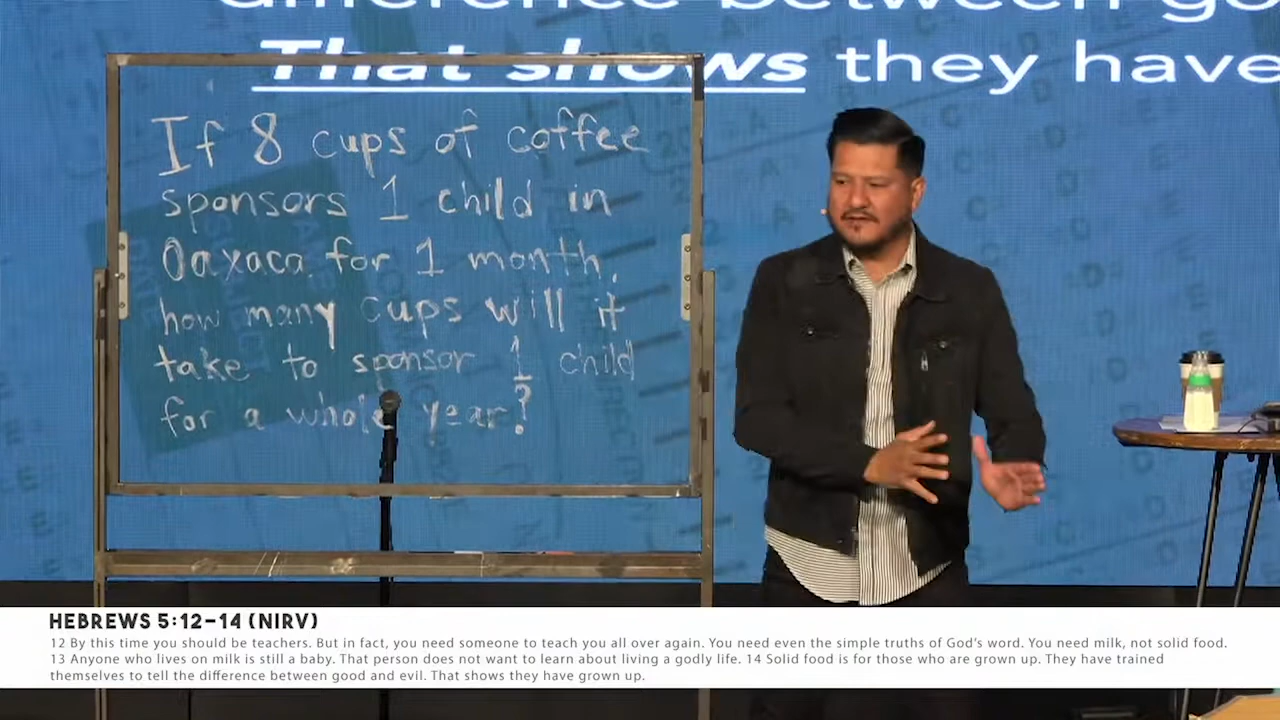 difference between go
That shows they have
If 8 cups of coffee
sponsors 1 child in
Oaxaca for 1 month,
how many cups will it
take to sponsor 1 child
for a whole year?
HEBREWS 5:12-14 (NIRV)
12 By this time you should be teachers. But in fact, you need someone to teach you all over again. You need even the simple truths of God's word. You need milk, not solid food.
13 Anyone who lives on milk is still a baby. That person does not want to learn about living a godly life. 14 Solid food is for those who are grown up. They have trained
themselves to tell the difference between good and evil. That shows they have grown up.